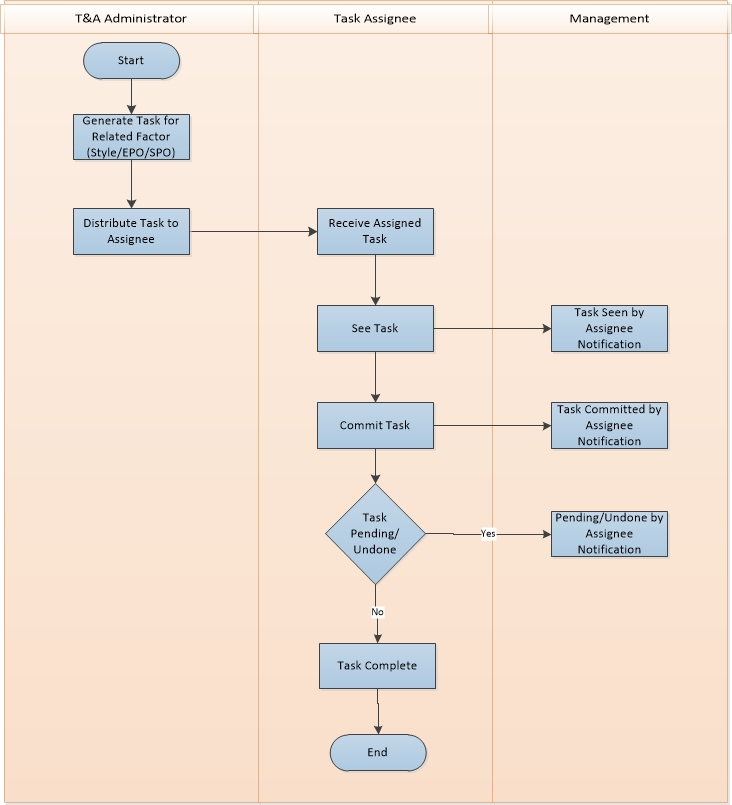 T&A Administrator
Task Assignee
Management
Start
Generate Task for
Related Factor
(Style/EPO/SPO)
Distribute Task to
Assignee
Receive Assigned
Task
See Task
Task Seen by
Assignee
Notification
Commit Task
Task Committed by
Assignee
Notification
Task
Pending/
Undone
Yes
Pending/Undone by
Assignee
Notification
No
Task Complete
End